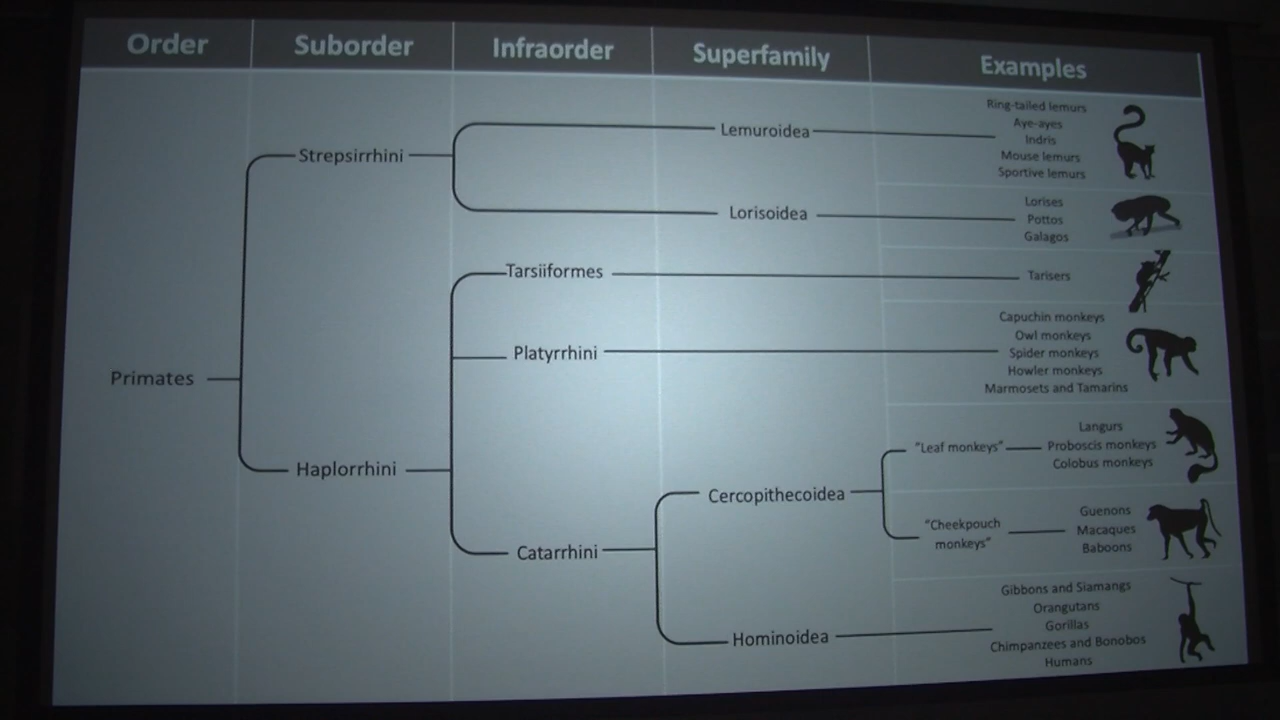 Order
Suborder
Infraorder
Superfamily
Examples
Primates
Strepsirrhini
Haplorrhini
Tarsiiformes
Platyrrhini
Catarrhini
Lemuroidea
Lorisoidea
Cercopithecoidea
Hominoidea
Ring-tailed lemurs
Aye-ayes
Indris
Mouse lemurs
Sportive lemurs
Lorises
Pottos
Galagos
Tarisers
Capuchin monkeys
Owl monkeys
Spider monkeys
Howler monkeys
Marmosets and Tamarins
"Leaf monkeys"
Langurs
Proboscis monkeys
Colobus monkeys
"Cheekpouch
monkeys"
Guenons
Macaques
Baboons
Gibbons and Siamangs
Orangutans
Gorillas
Chimpanzees and Bonobos
Humans